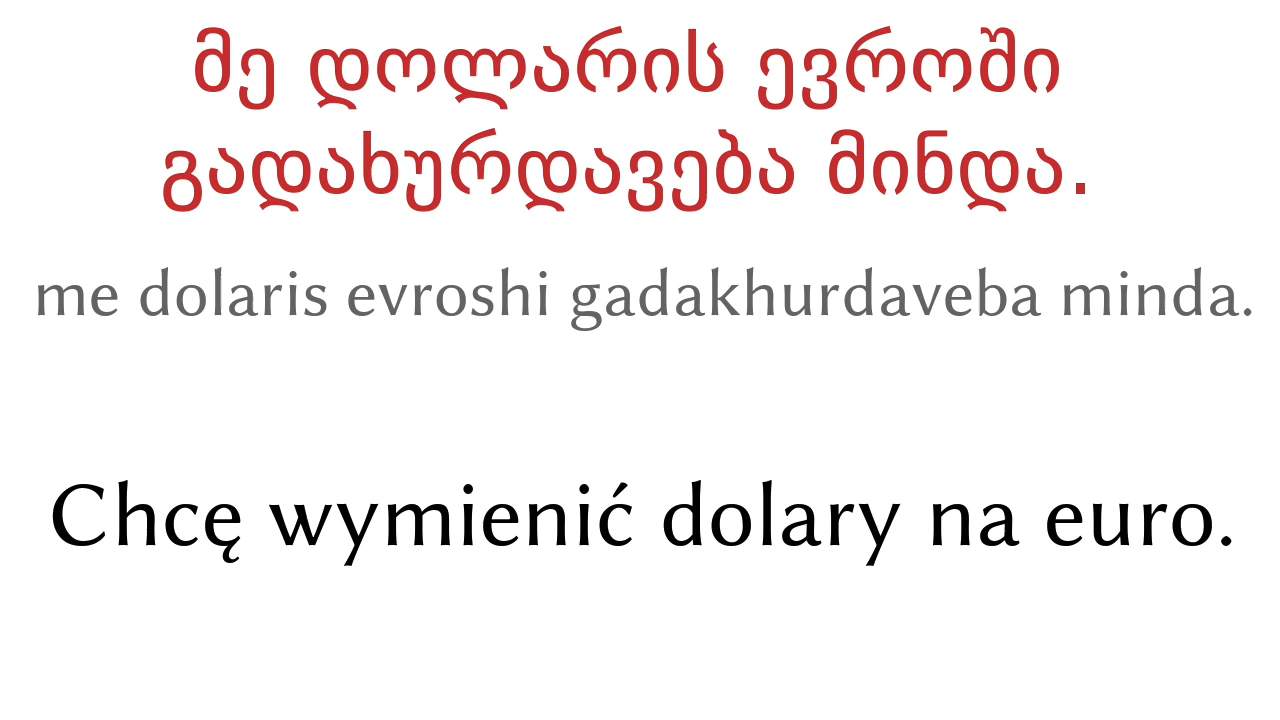 მე დოლარის ევროში
გადახურდავება მინდა.
me dolaris evroshi gadakhurdaveba minda.
Chcę wymienić dolary na euro.